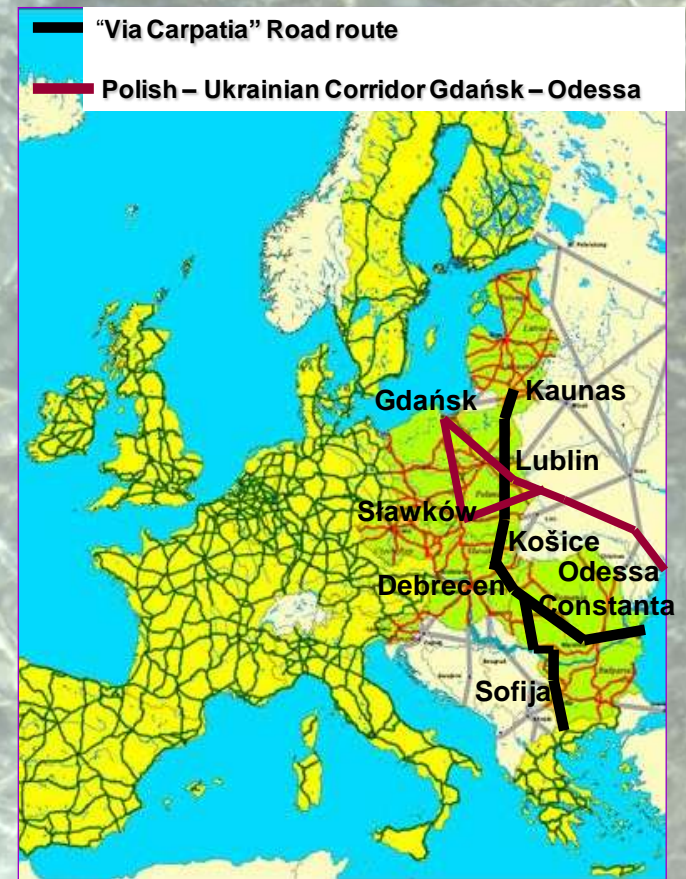 “Via Carpatia” Road route
Polish – Ukrainian Corridor Gdańsk – Odessa
Kaunas
Gdańsk
Lublin
Sławków
Košice
Odessa
Debrecen
Constanta
Sofija